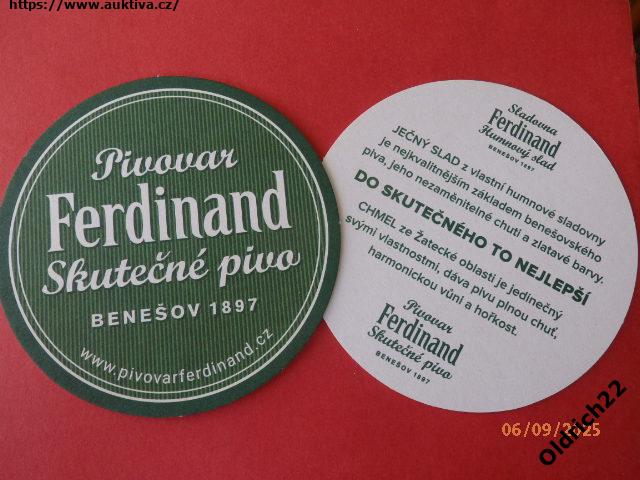 https://www.auktiva.cz/
Pivovar
Ferdinand
Skutečné pivo
BENEŠOV 1897
www.pivovarferdinand.cz
Sladovna
Ferdinand
Humnový slad
BENEŠOV 1897
JEČNÝ SLAD z vlastní humnové sladovny
je nejkvalitnějším základem benešovského
piva, jeho nezaměnitelné chuti a zlatavé barvy.
DO SKUTEČNÉHO TO NEJLEPŠÍ
CHMEL ze Žatecké oblasti je jedinečný
svými vlastnostmi, dáva pivu plnou chuť,
harmonickou vůni a hořkost.
Pivovar
Ferdinand
Skutečné pivo
BENEŠOV 1897
06/09/2025
Oldrich22